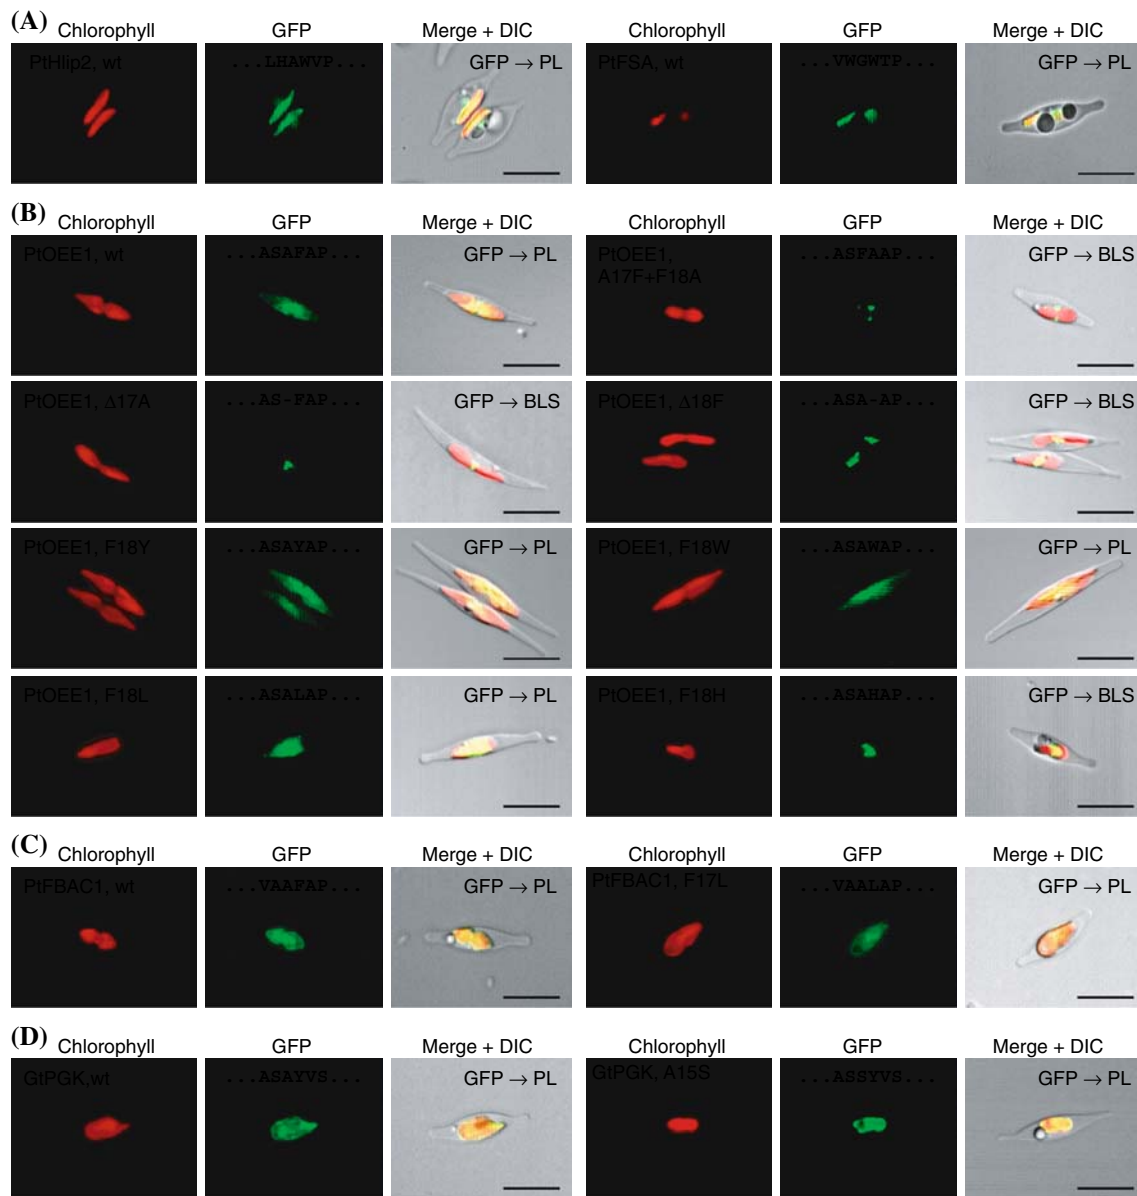 (A)
Chlorophyll GFP Merge + DIC Chlorophyll GFP Merge + DIC
PtHlip2, wt ...LHAWVP... GFP → PL PtFSA, wt ...VWGWTP... GFP → PL
(B)
Chlorophyll GFP Merge + DIC Chlorophyll GFP Merge + DIC
PtOEE1, wt ...ASAFAP... GFP → PL PtOEE1, A17F+F18A ...ASFAAP... GFP → BLS
PtOEE1, Δ17A ...AS-FAP... GFP → BLS PtOEE1, Δ18F ...ASA-AP... GFP → BLS
PtOEE1, F18Y ...ASAYAP... GFP → PL PtOEE1, F18W ...ASAWAP... GFP → PL
PtOEE1, F18L ...ASALAP... GFP → PL PtOEE1, F18H ...ASAHAP... GFP → BLS
(C)
Chlorophyll GFP Merge + DIC Chlorophyll GFP Merge + DIC
PtFBAC1, wt ...VAAFAP... GFP → PL PtFBAC1, F17L ...VAALAP... GFP → PL
(D)
Chlorophyll GFP Merge + DIC Chlorophyll GFP Merge + DIC
GtPGK,wt ...ASAYVS... GFP → PL GtPGK, A15S ...ASSYVS... GFP → PL